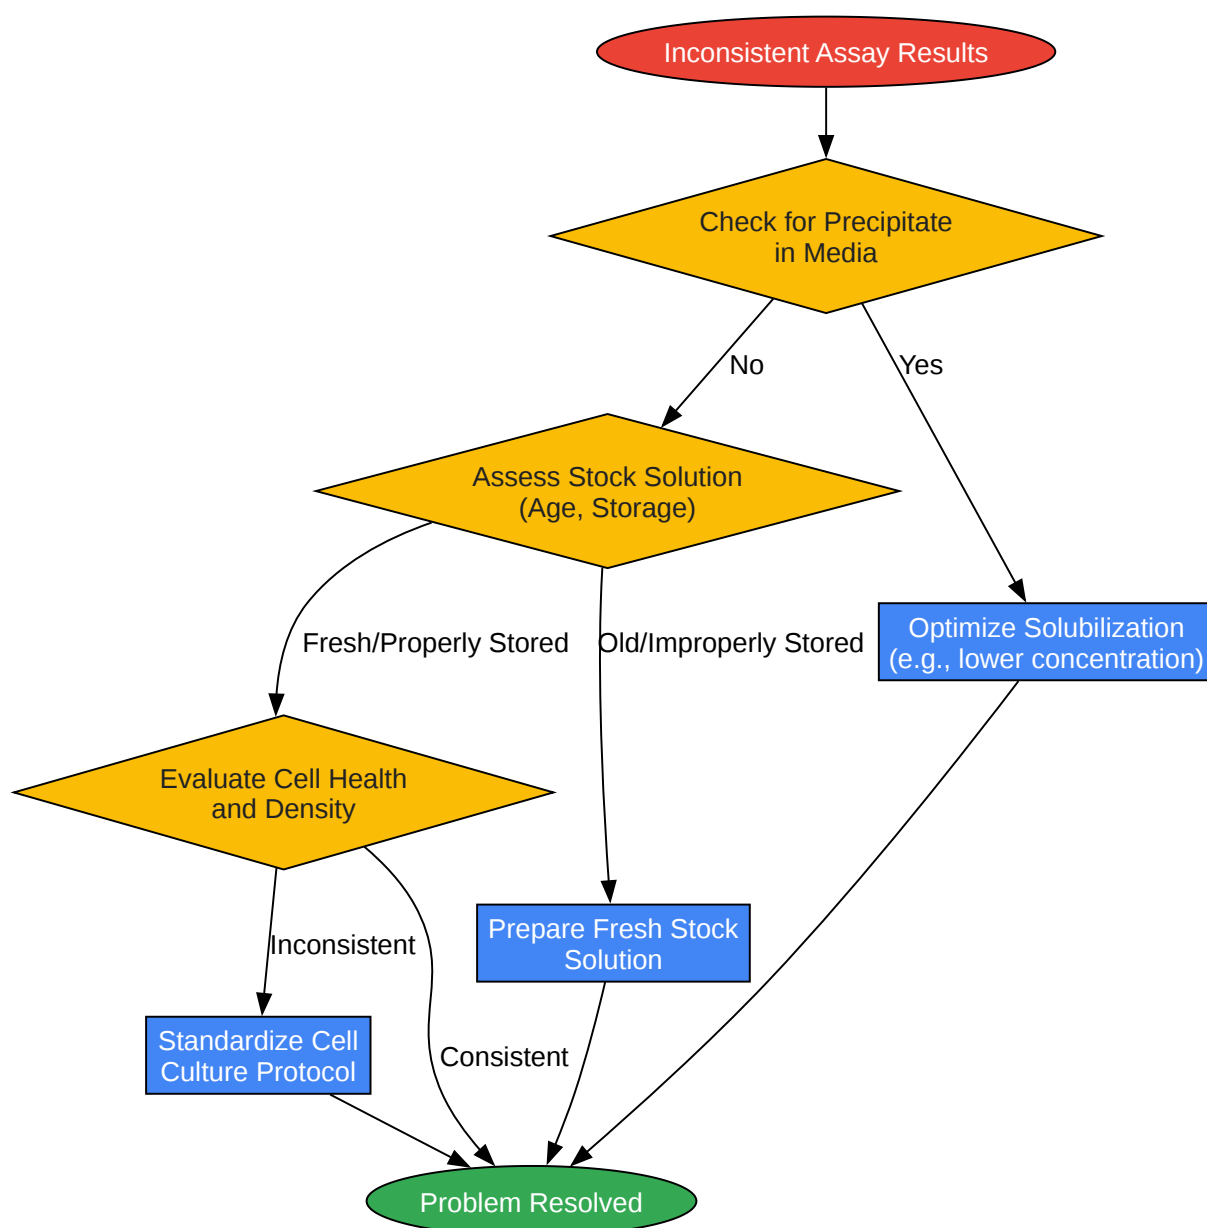 Inconsistent Assay Results
Check for Precipitate
in Media
No
Yes
Assess Stock Solution
(Age, Storage)
Fresh/Properly Stored
Old/Improperly Stored
Optimize Solubilization
(e.g., lower concentration)
Evaluate Cell Health
and Density
Inconsistent
Prepare Fresh Stock
Solution
Standardize Cell
Culture Protocol
Consistent
Problem Resolved